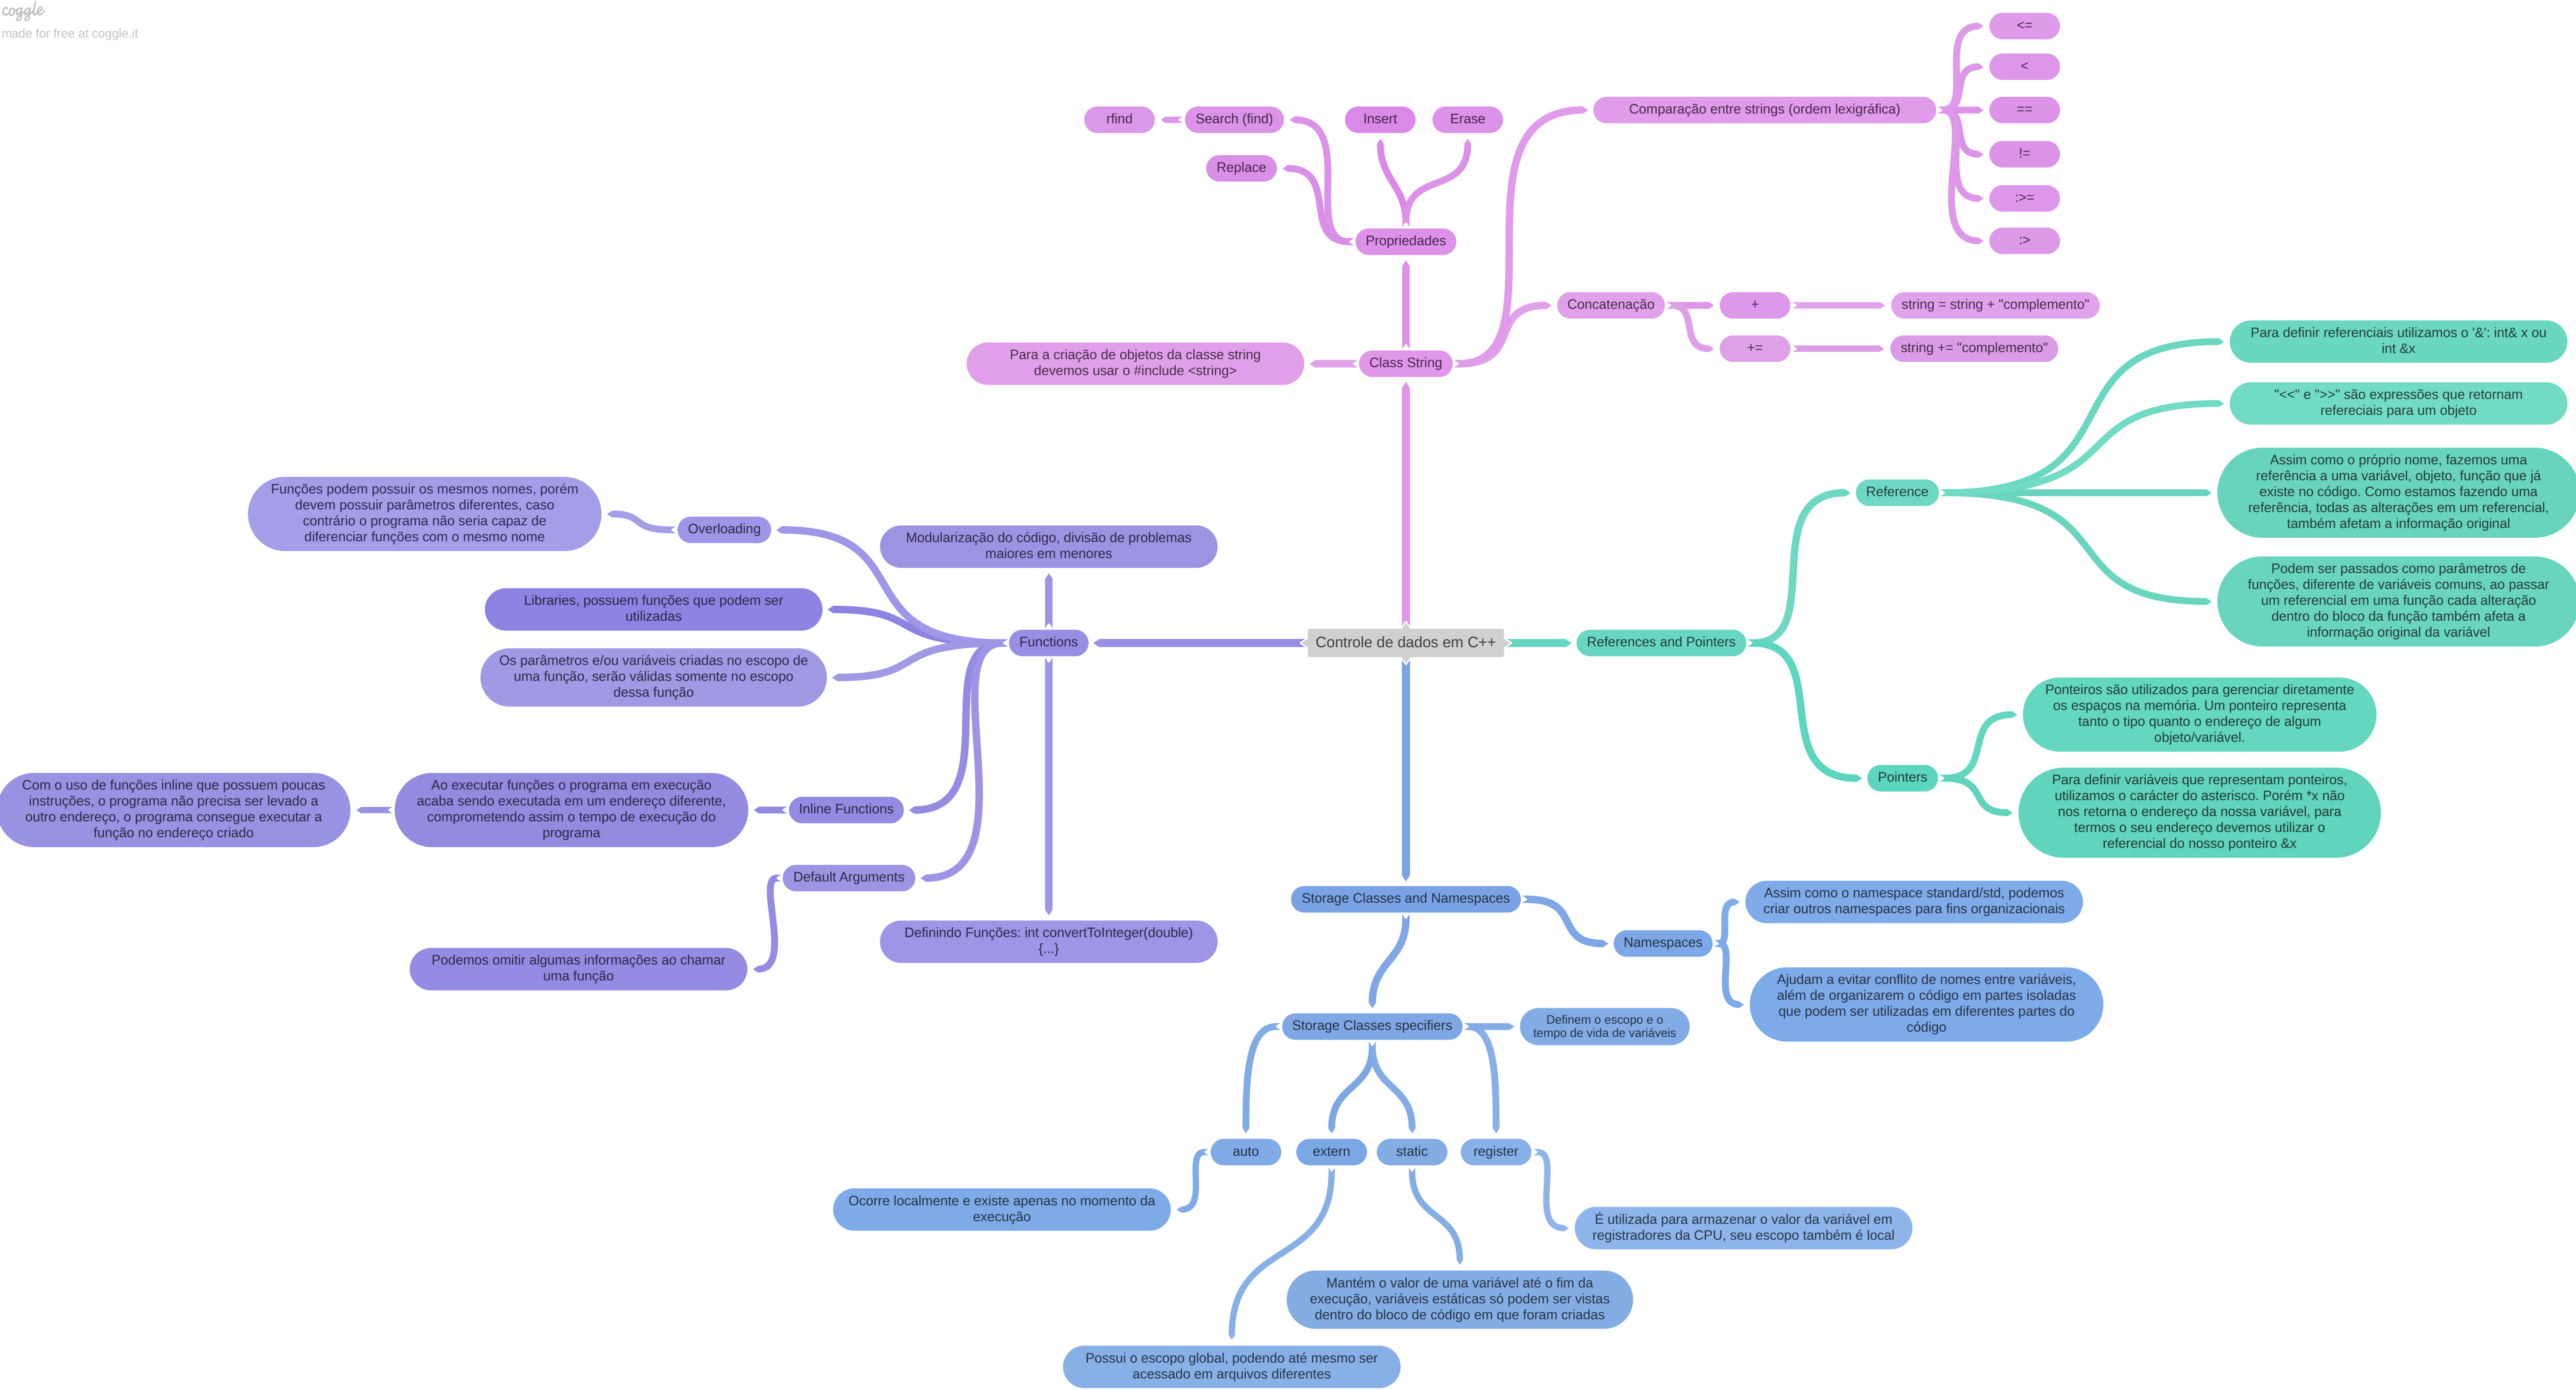 coggle
made for free at coggle.it
<=
<
==
!=
:>=
:>
Comparação entre strings (ordem lexigráfica)
rfind
Search (find)
Insert
Erase
Replace
Propriedades
Concatenação
+
string = string + "complemento"
+=
string += "complemento"
Para a criação de objetos da classe string
devemos usar o #include <string>
Class String
Para definir referenciais utilizamos o '&': int& x ou
int &x
"<<" e ">>" são expressões que retornam
refereciais para um objeto
Reference
Assim como o próprio nome, fazemos uma
referência a uma variável, objeto, função que já
existe no código. Como estamos fazendo uma
referência, todas as alterações em um referencial,
também afetam a informação original
Podem ser passados como parâmetros de
funções, diferente de variáveis comuns, ao passar
um referencial em uma função cada alteração
dentro do bloco da função também afeta a
informação original da variável
Funções podem possuir os mesmos nomes, porém
devem possuir parâmetros diferentes, caso
contrário o programa não seria capaz de
diferenciar funções com o mesmo nome
Overloading
Modularização do código, divisão de problemas
maiores em menores
Libraries, possuem funções que podem ser
utilizadas
Functions
Controle de dados em C++
References and Pointers
Os parâmetros e/ou variáveis criadas no escopo de
uma função, serão válidas somente no escopo
dessa função
Ponteiros são utilizados para gerenciar diretamente
os espaços na memória. Um ponteiro representa
tanto o tipo quanto o endereço de algum
objeto/variável.
Pointers
Para definir variáveis que representam ponteiros,
utilizamos o carácter do asterisco. Porém *x não
nos retorna o endereço da nossa variável, para
termos o seu endereço devemos utilizar o
referencial do nosso ponteiro &x
Com o uso de funções inline que possuem poucas
instruções, o programa não precisa ser levado a
outro endereço, o programa consegue executar a
função no endereço criado
Ao executar funções o programa em execução
acaba sendo executada em um endereço diferente,
comprometendo assim o tempo de execução do
programa
Inline Functions
Default Arguments
Podemos omitir algumas informações ao chamar
uma função
Definindo Funções: int convertToInteger(double)
{...}
Storage Classes and Namespaces
Namespaces
Assim como o namespace standard/std, podemos
criar outros namespaces para fins organizacionais
Ajudam a evitar conflito de nomes entre variáveis,
além de organizarem o código em partes isoladas
que podem ser utilizadas em diferentes partes do
código
Storage Classes specifiers
Definem o escopo e o
tempo de vida de variáveis
auto
extern
static
register
Ocorre localmente e existe apenas no momento da
execução
É utilizada para armazenar o valor da variável em
registradores da CPU, seu escopo também é local
Mantém o valor de uma variável até o fim da
execução, variáveis estáticas só podem ser vistas
dentro do bloco de código em que foram criadas
Possui o escopo global, podendo até mesmo ser
acessado em arquivos diferentes